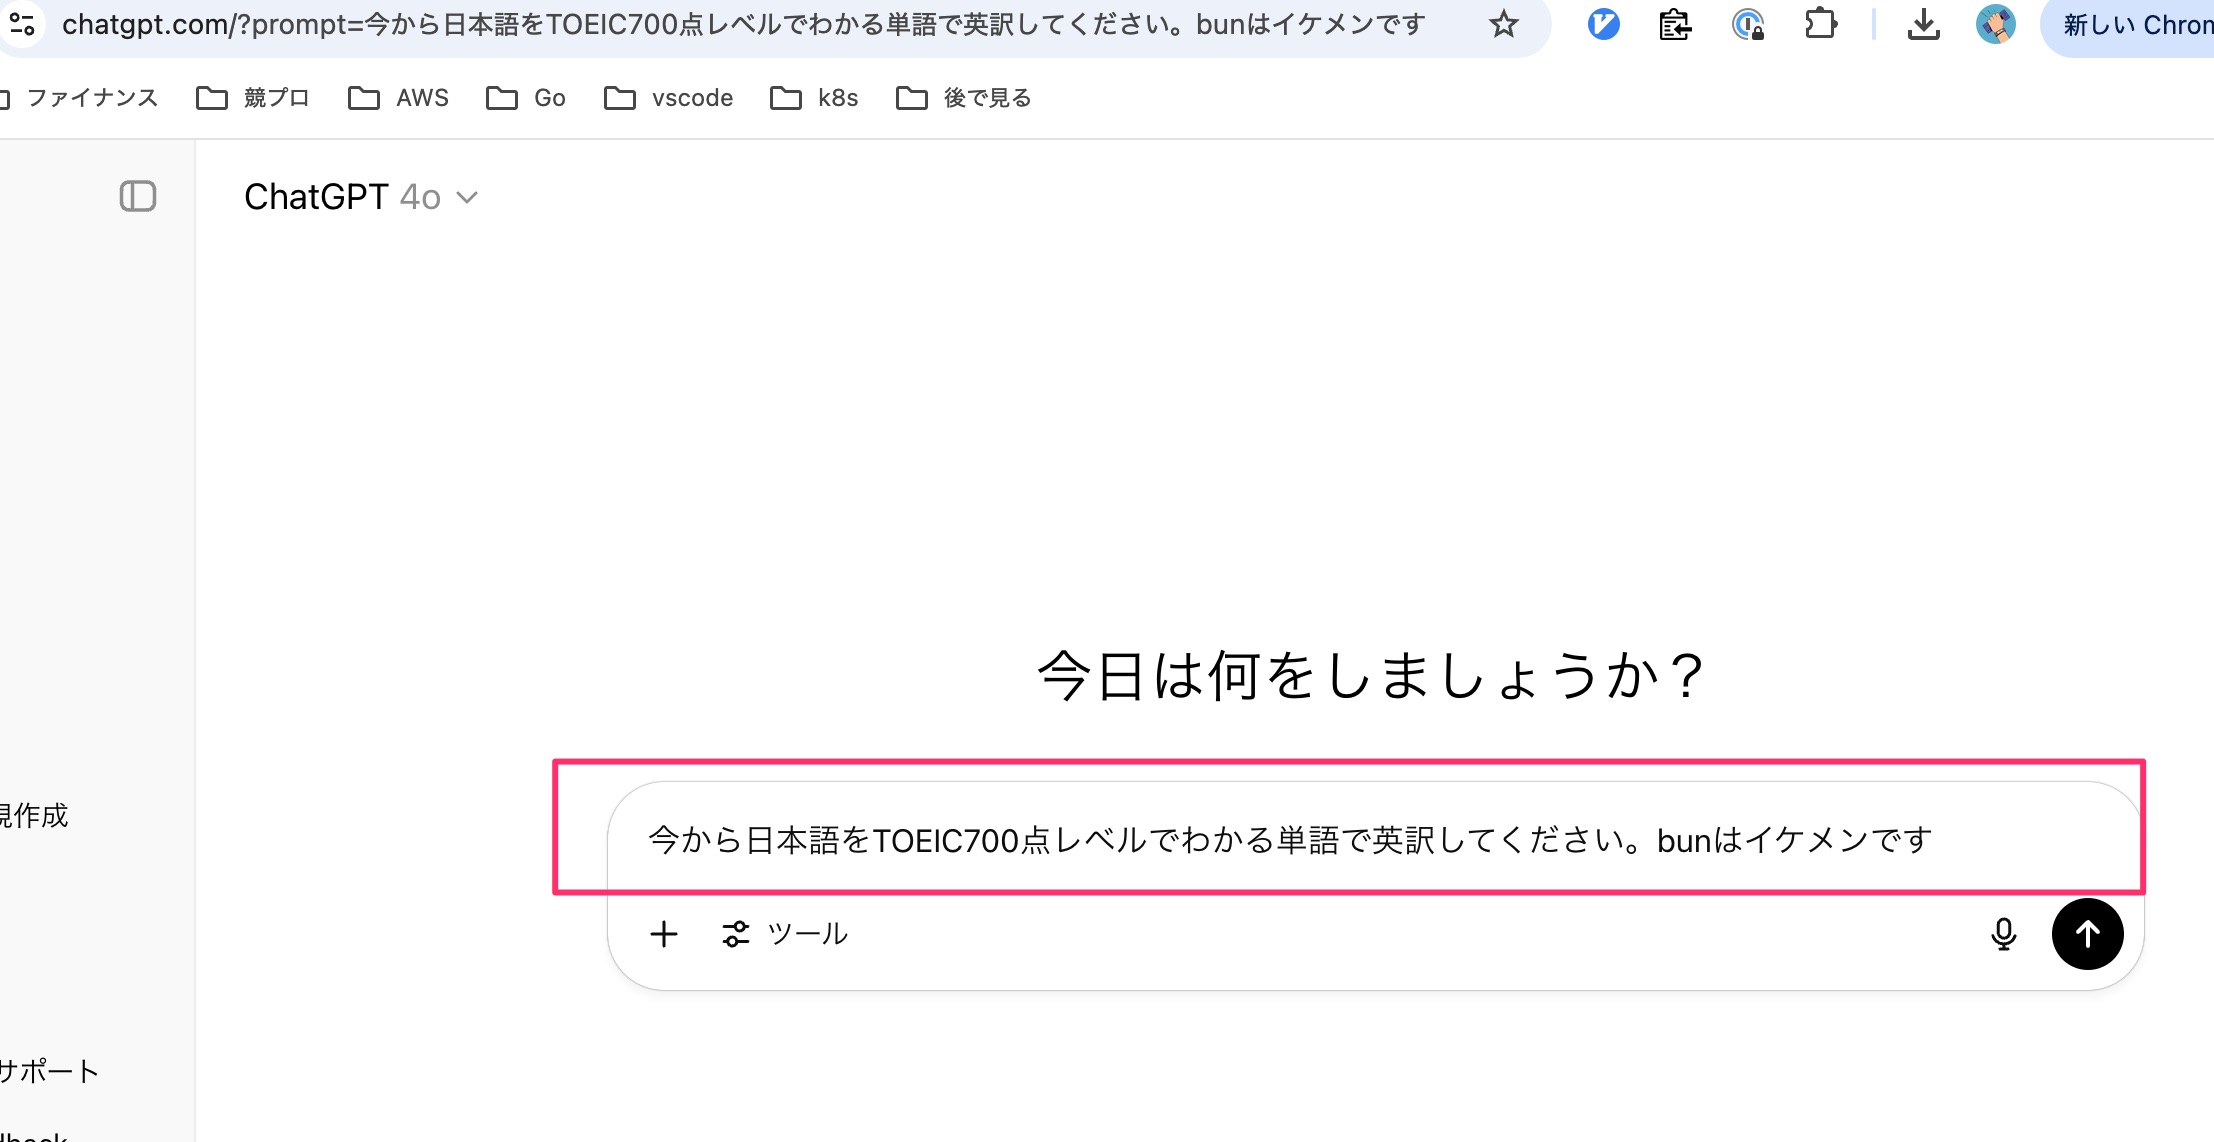 chatgpt.com/?prompt=今から日本語をTOEIC700点レベルでわかる単語で英訳してください。bunはイケメンです
新しい Chrom
ファイナンス 競プロ AWS Go vscode k8s 後で見る
ChatGPT 4o
今日は何をしましょうか？
今から日本語をTOEIC700点レベルでわかる単語で英訳してください。bunはイケメンです
ツール
規作成
サポート